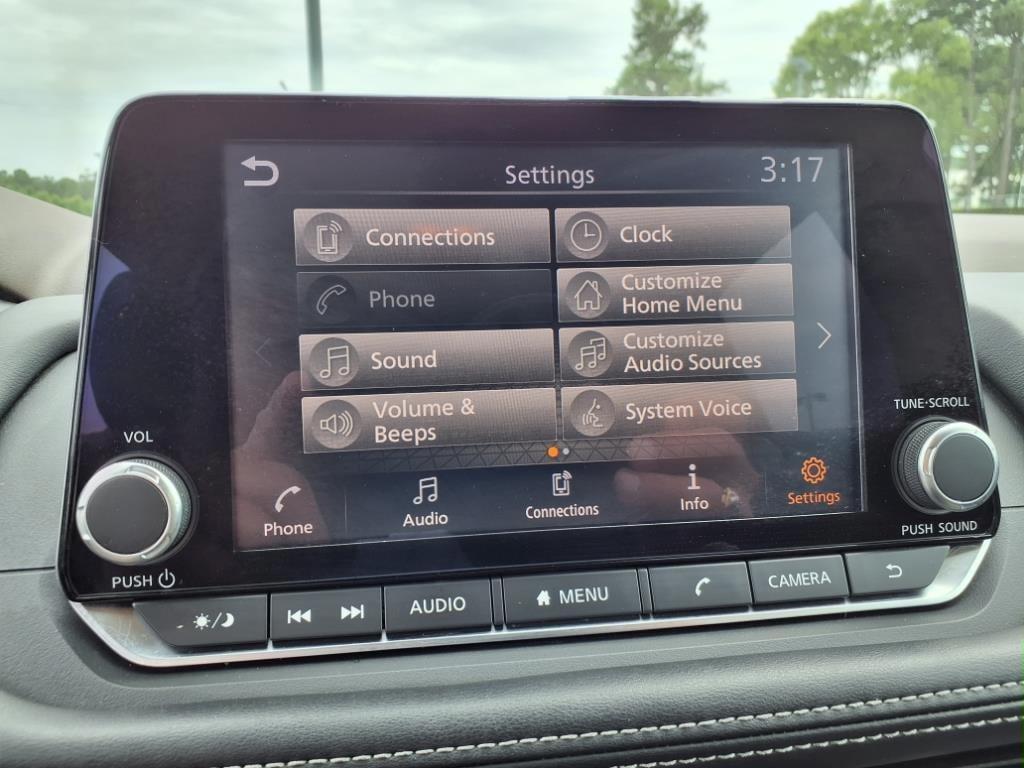 Settings
3:17
Connections
Clock
Phone
Customize
Home Menu
Sound
Customize
Audio Sources
Volume &
Beeps
System Voice
Phone
Audio
Connections
Info
Settings
VOL
PUSH
TUNE·SCROLL
PUSH SOUND
AUDIO
MENU
CAMERA